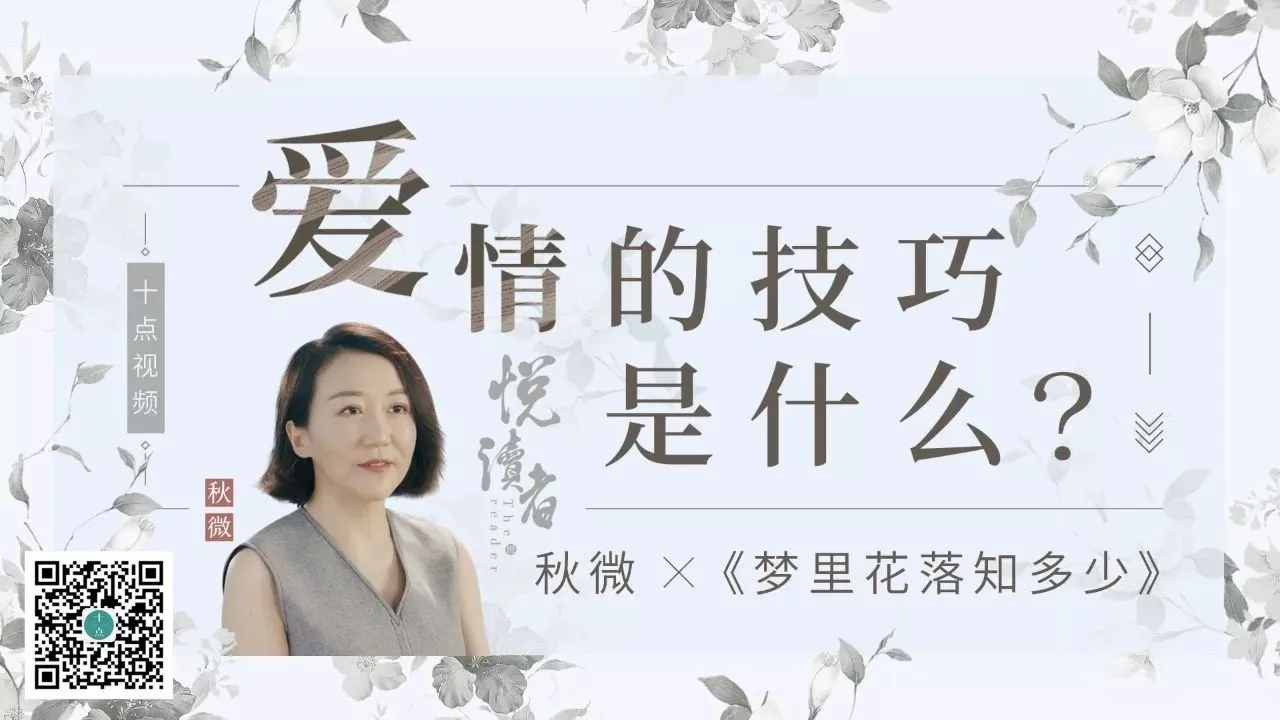 爱情的技巧
是什么？
十点视频
悦
讀者
The
reader
秋微
秋微 ×《梦里花落知多少》
十点